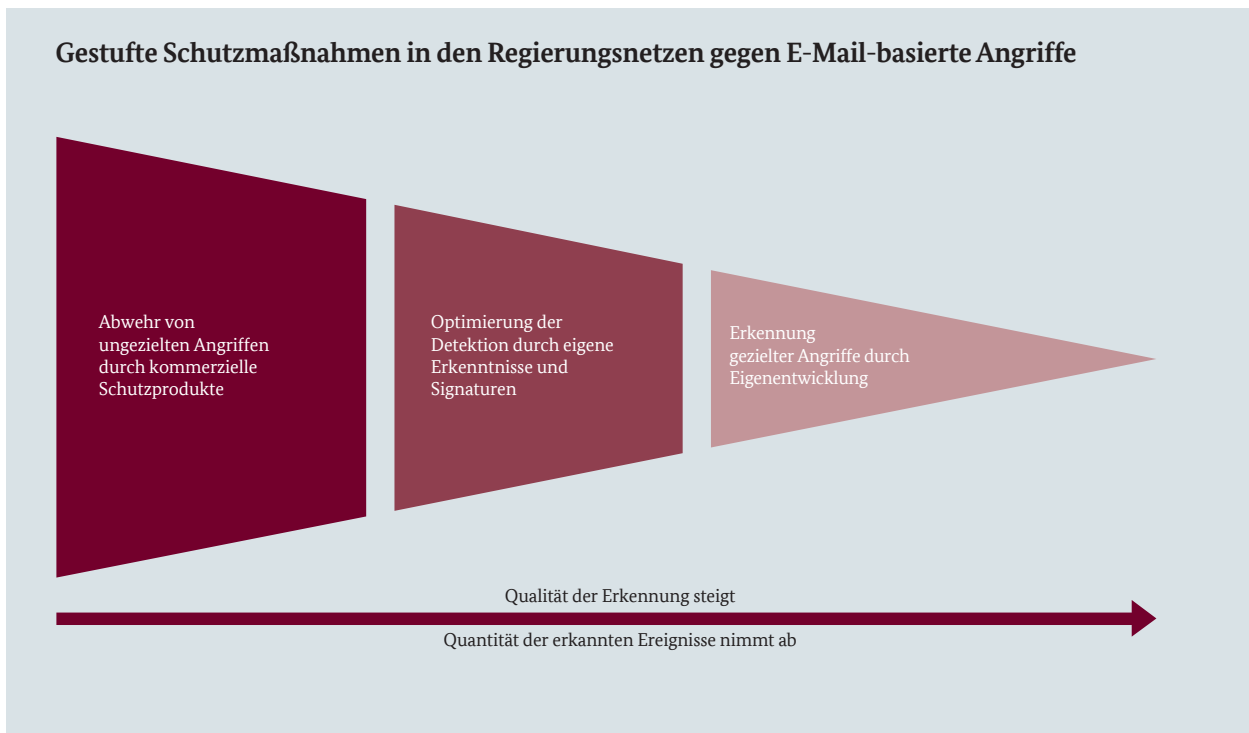 Gestufte Schutzmaßnahmen in den Regierungsnetzen gegen E-Mail-basierte Angriffe
Abwehr von
ungezielten Angriffen
durch kommerzielle
Schutzprodukte
Optimierung der
Detektion durch eigene
Erkenntnisse und
Signaturen
Erkennung
gezielter Angriffe durch
Eigenentwicklung
Qualität der Erkennung steigt
Quantität der erkannten Ereignisse nimmt ab